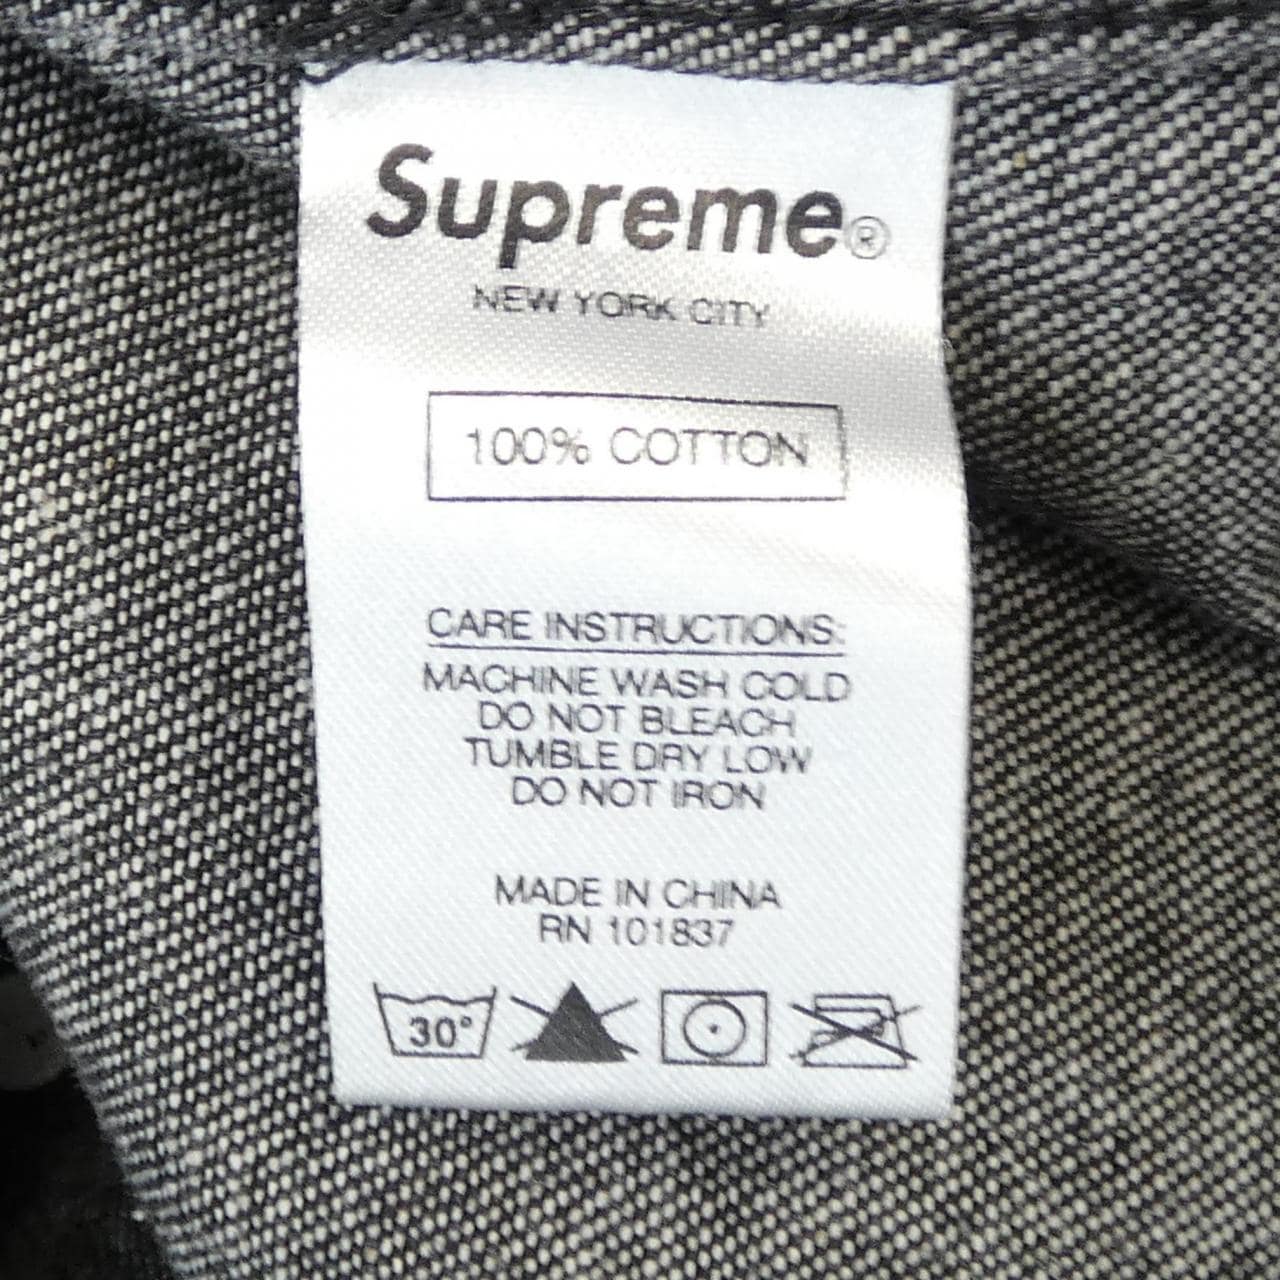 Supreme®
NEW YORK CITY
100% COTTON
CARE INSTRUCTIONS:
MACHINE WASH COLD
DO NOT BLEACH
TUMBLE DRY LOW
DO NOT IRON
MADE IN CHINA
RN 101837
30°